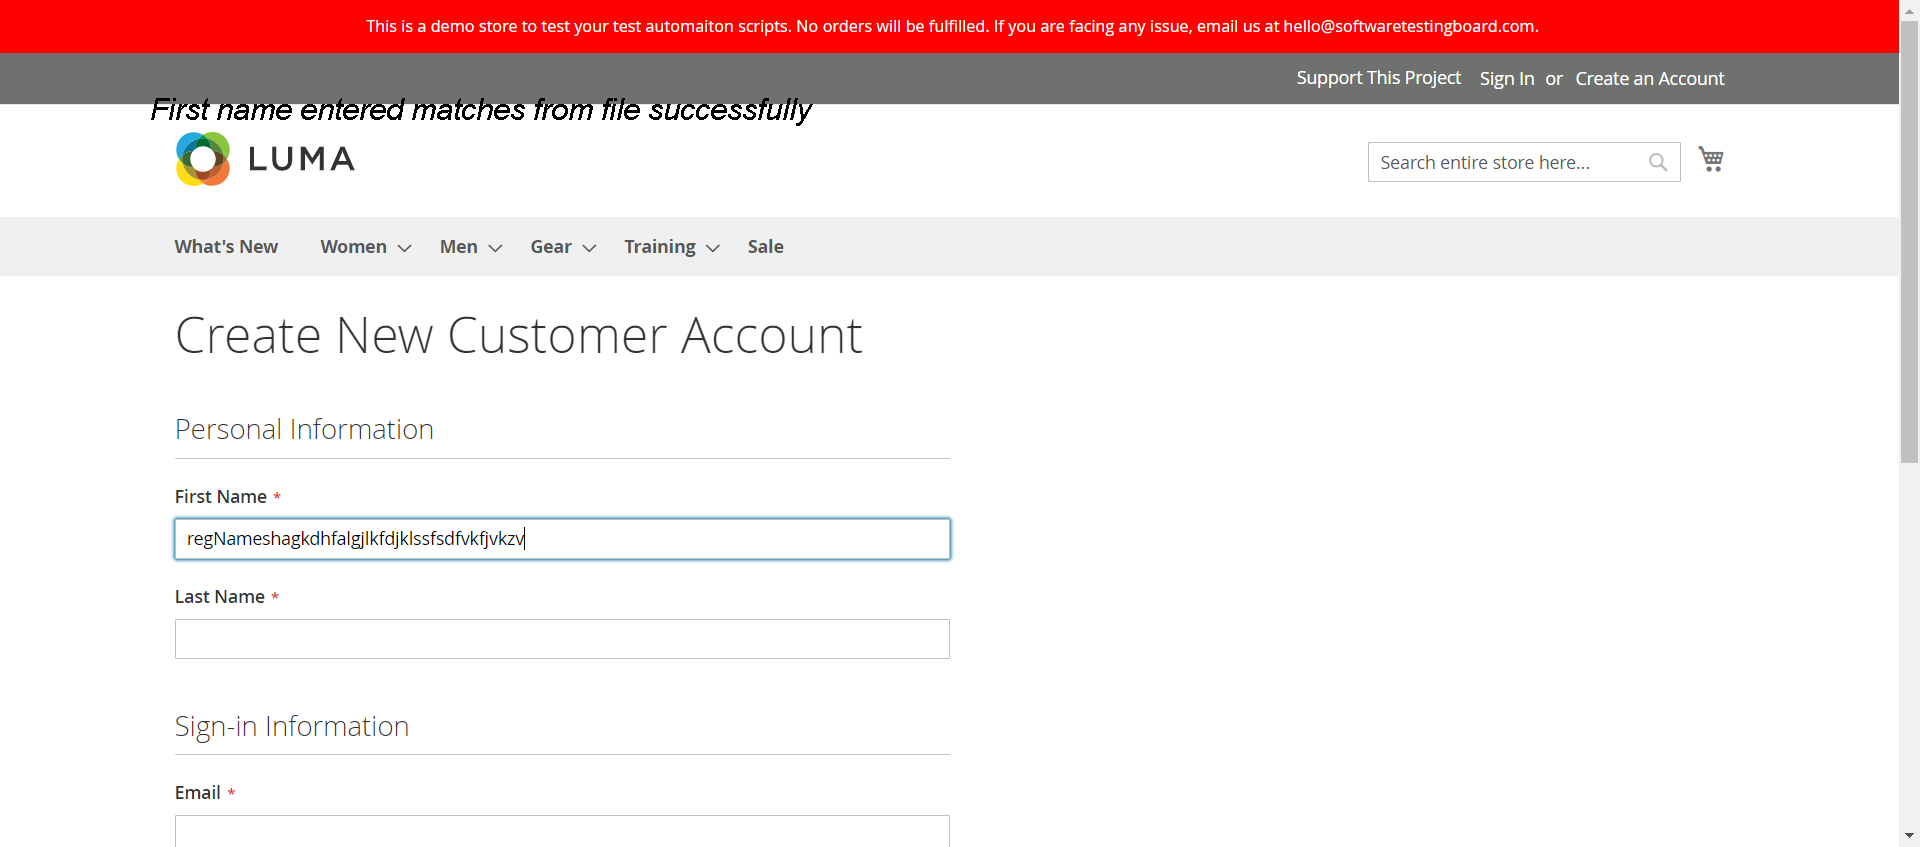 This is a demo store to test your test automaiton scripts. No orders will be fulfilled. If you are facing any issue, email us at hello@softwaretestingboard.com.
Support This Project Sign In or Create an Account
First name entered matches from file successfully
LUMA
Search entire store here...
What's New Women Men Gear Training Sale
Create New Customer Account
Personal Information
First Name *
regNameshagkdhfalgjlkfdjklssfsdfvkfjvkzv
Last Name *
Sign-in Information
Email *